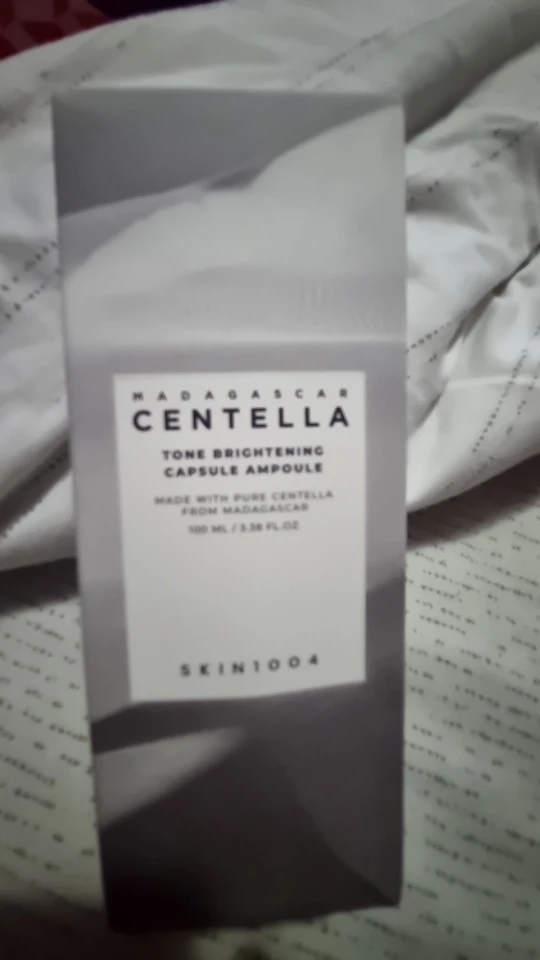 MADAGASCAR
CENTELLA
TONE BRIGHTENING
CAPSULE AMPOULE
MADE WITH PURE CENTELLA
FROM MADAGASCAR
100 ML / 3.38 FL.OZ
SKIN1004